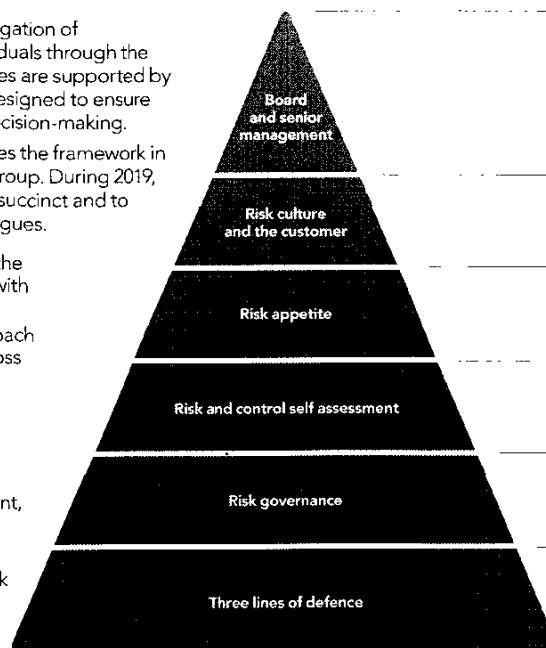 gation of
duals through the
es are supported by
esigned to ensure
cision-making.
es the framework in
roup. During 2019,
succinct and to
gues.
the
with
oach
oss
nt,
k
Board
and senior
management
Risk culture
and the customer
Risk appetite
Risk and control self assessment
Risk governance
Three lines of defence